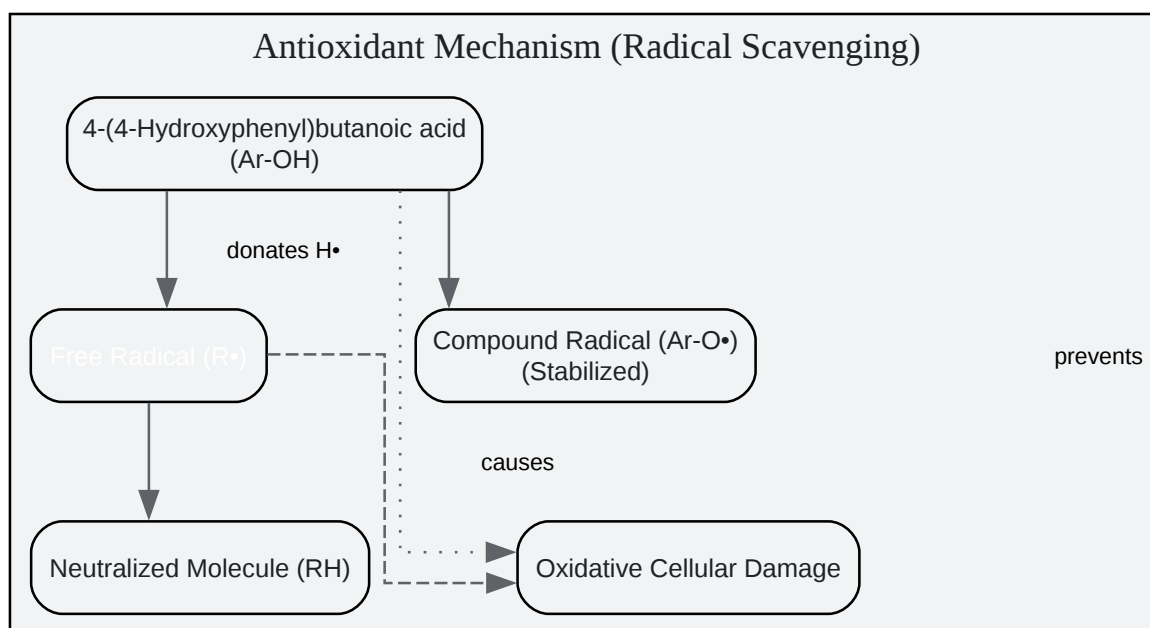 Antioxidant Mechanism (Radical Scavenging)
4-(4-Hydroxyphenyl)butanoic acid
(Ar-OH)
donates H•
Free Radical (R•)
Compound Radical (Ar-O•)
(Stabilized)
prevents
causes
Neutralized Molecule (RH)
Oxidative Cellular Damage